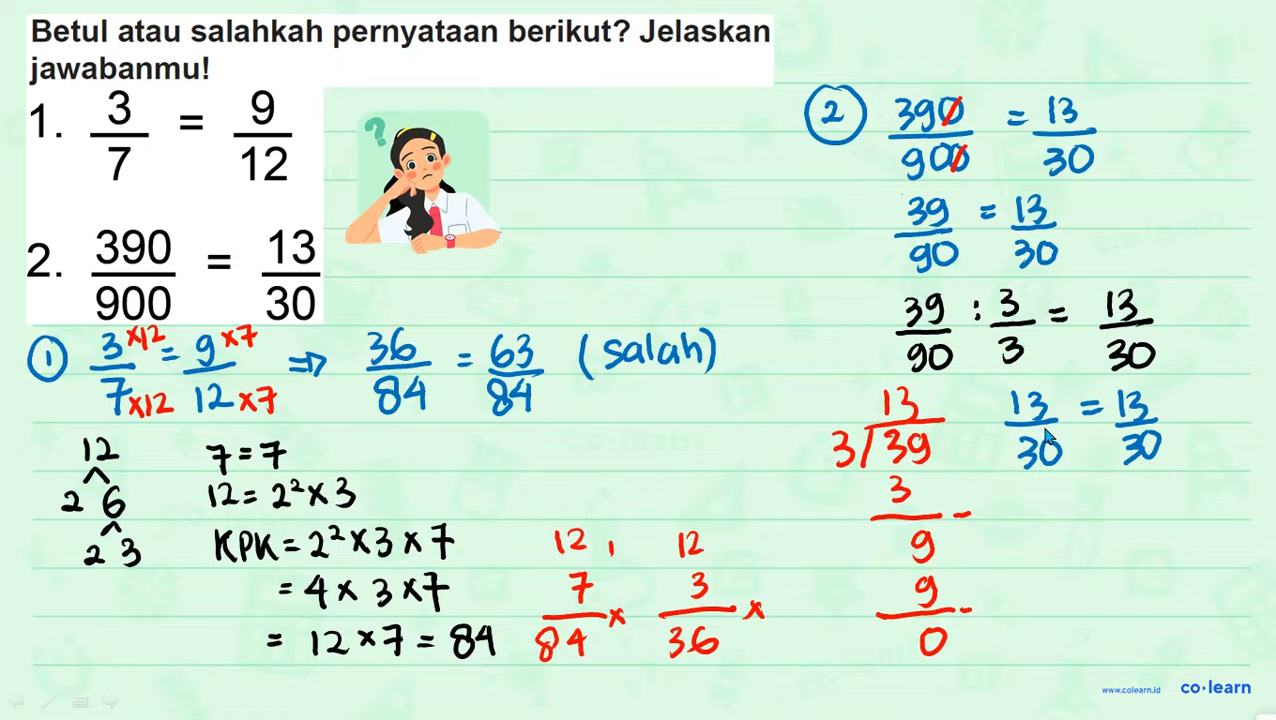 Betul atau salahkah pernyataan berikut? Jelaskan
jawabanmu!
1. 3/7 = 9/12
2. 390/900 = 13/30
?
① 3×12/7×12 = 9×7/12×7 ⇒ 36/84 = 63/84 (salah)
12
2 6
2 3
7 = 7
12 = 2² × 3
KPK = 2² × 3 × 7
= 4 × 3 × 7
= 12 × 7 = 84
12
7
84 ×
12
3
36 ×
② 390/900 = 13/30
39/90 = 13/30
39/90 : 3/3 = 13/30
13
3 / 39
3
9
9
0
13/30 = 13/30
www.colearn.id co·learn